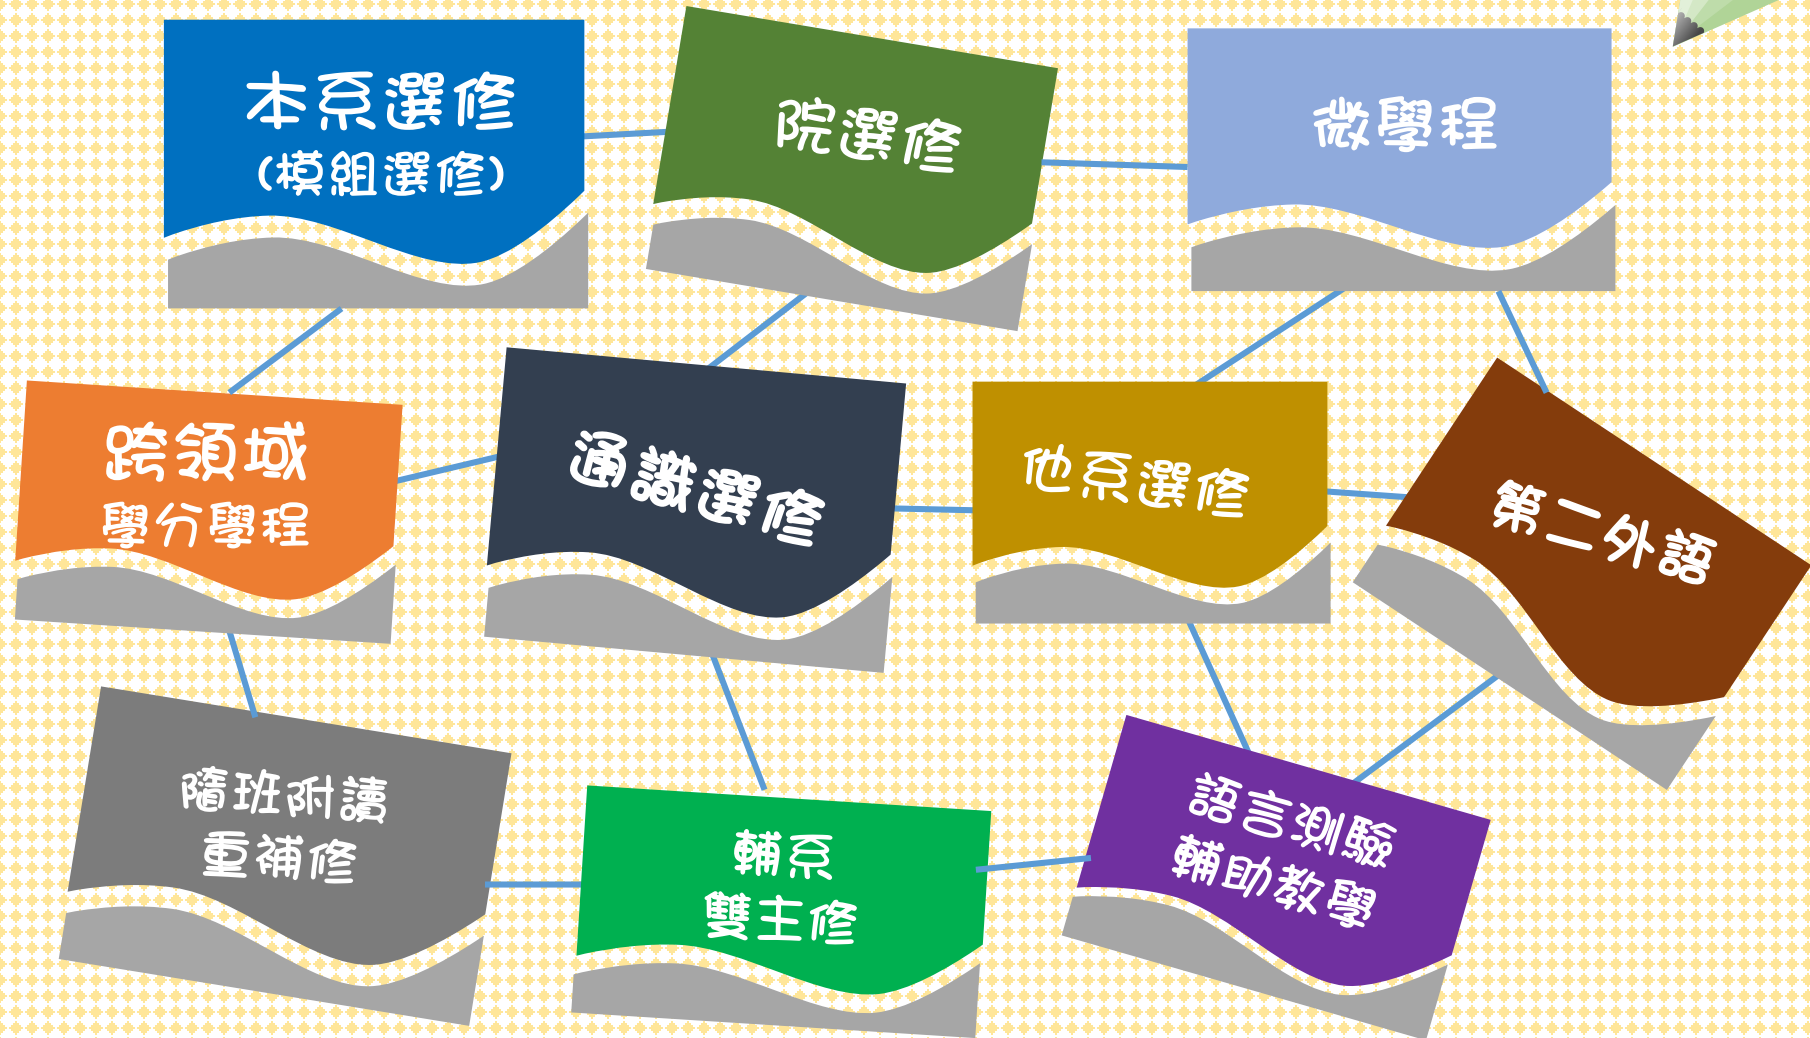 本系選修
(模組選修)
院選修
微學程
跨領域
學分學程
通識選修
他系選修
第二外語
隨班附讀
重補修
輔系
雙主修
語言測驗
輔助教學